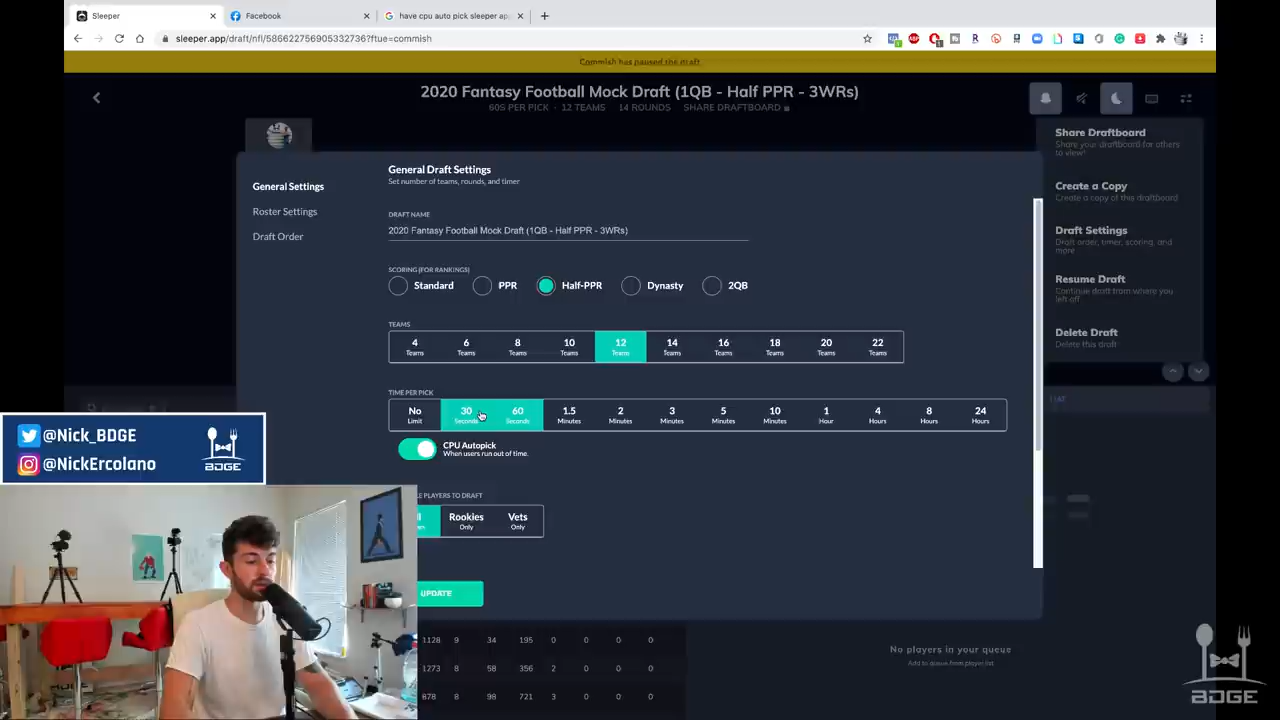 Sleeper
Facebook
have cpu auto pick sleeper ap
sleeper.app/draft/nfl/586622756905332736?ftue=commish
Commish has paused the draft
2020 Fantasy Football Mock Draft (1QB - Half PPR - 3WRs)
60S PER PICK · 12 TEAMS 14 ROUNDS SHARE DRAFTBOARD
General Settings
Roster Settings
Draft Order
General Draft Settings
Set number of teams, rounds, and timer
DRAFT NAME
2020 Fantasy Football Mock Draft (1QB - Half PPR - 3WRs)
SCORING (FOR RANKINGS)
Standard PPR Half-PPR Dynasty 2QB
TEAMS
4 6 8 10 12 14 16 18 20 22
Teams Teams Teams Teams Teams Teams Teams Teams Teams Teams
TIME PER PICK
No 30 60 1.5 2 3 5 10 1 4 8 24
Limit Seconds Seconds Minutes Minutes Minutes Minutes Minutes Hour Hours Hours Hours
CPU Autopick
When users run out of time.
PLAYERS TO DRAFT
Rookies Vets
Only Only
UPDATE
Share Draftboard
Share your draftboard for others
to view!
Create a Copy
Create a copy of this draftboard
Draft Settings
Draft order, timer, scoring, and
more
Resume Draft
Continue draft from where you
left off.
Delete Draft
Delete this draft
@Nick_BDGE
@NickErcolano
BDGE
1128 9 34 195 0 0 0 0
1273 8 58 356 2 0 0 0
878 8 98 721 3 0 0 0
No players in your queue
Add to queue from player list
BDGE